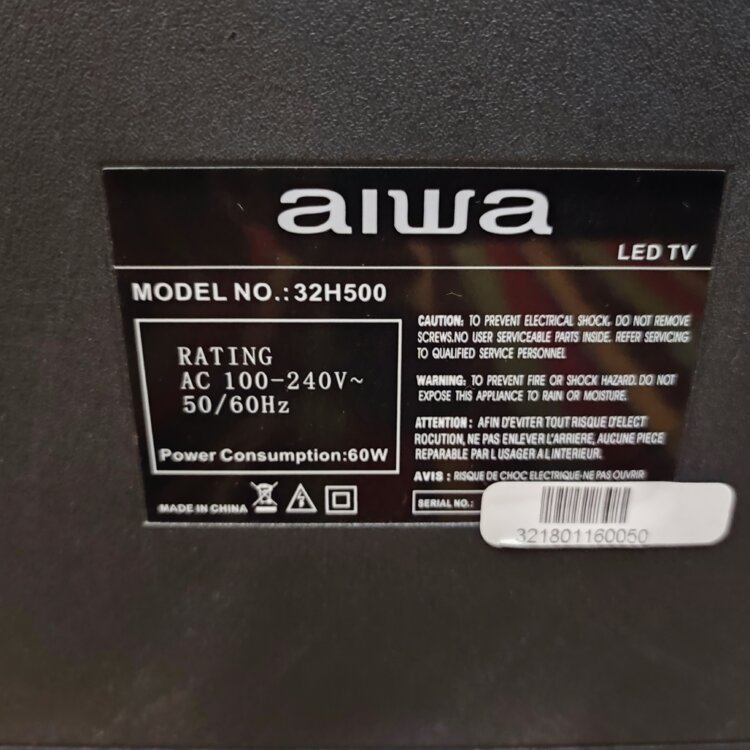 aiwa
LED TV
MODEL NO.:32H500
RATING
AC 100-240V~
50/60Hz
Power Consumption:60W
MADE IN CHINA
CAUTION: TO PREVENT ELECTRICAL SHOCK, DO NOT REMOVE
SCREWS.NO USER SERVICEABLE PARTS INSIDE. REFER SERVICING
TO QUALIFIED SERVICE PERSONNEL
WARNING: TO PREVENT FIRE OR SHOCK HAZARD. DO NOT
EXPOSE THIS APPLIANCE TO RAIN OR MOISTURE.
ATTENTION: AFIN D'EVITER TOUT RISQUE D'ELECT
ROCUTION, NE PAS ENLEVER L'ARRIERE, AUCUNE PIECE
REPARABLE PAR L USAGER A L INTERIEUR.
AVIS : RISQUE DE CHOC ELECTRIQUE-NE PAS OUVRIR
SERIAL NO.:
321801160050